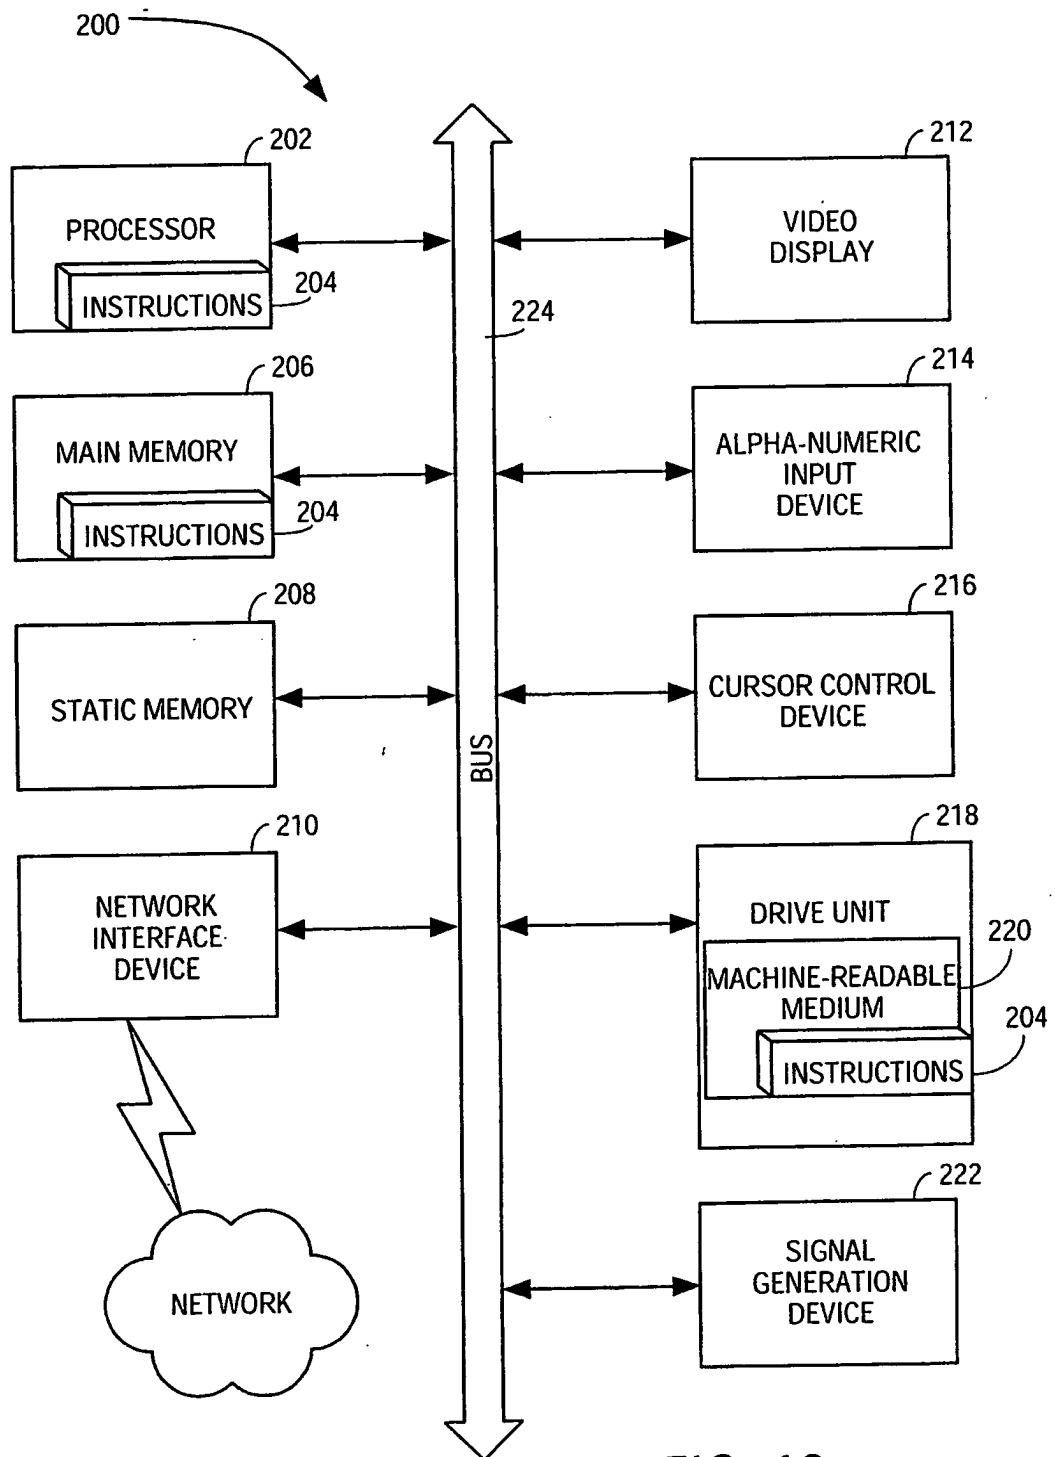 200
202
PROCESSOR
204
INSTRUCTIONS
206
MAIN MEMORY
204
INSTRUCTIONS
208
STATIC MEMORY
210
NETWORK
INTERFACE
DEVICE
NETWORK
224
BUS
212
VIDEO
DISPLAY
214
ALPHA-NUMERIC
INPUT
DEVICE
216
CURSOR CONTROL
DEVICE
218
DRIVE UNIT
220
MACHINE-READABLE
MEDIUM
204
INSTRUCTIONS
222
SIGNAL
GENERATION
DEVICE